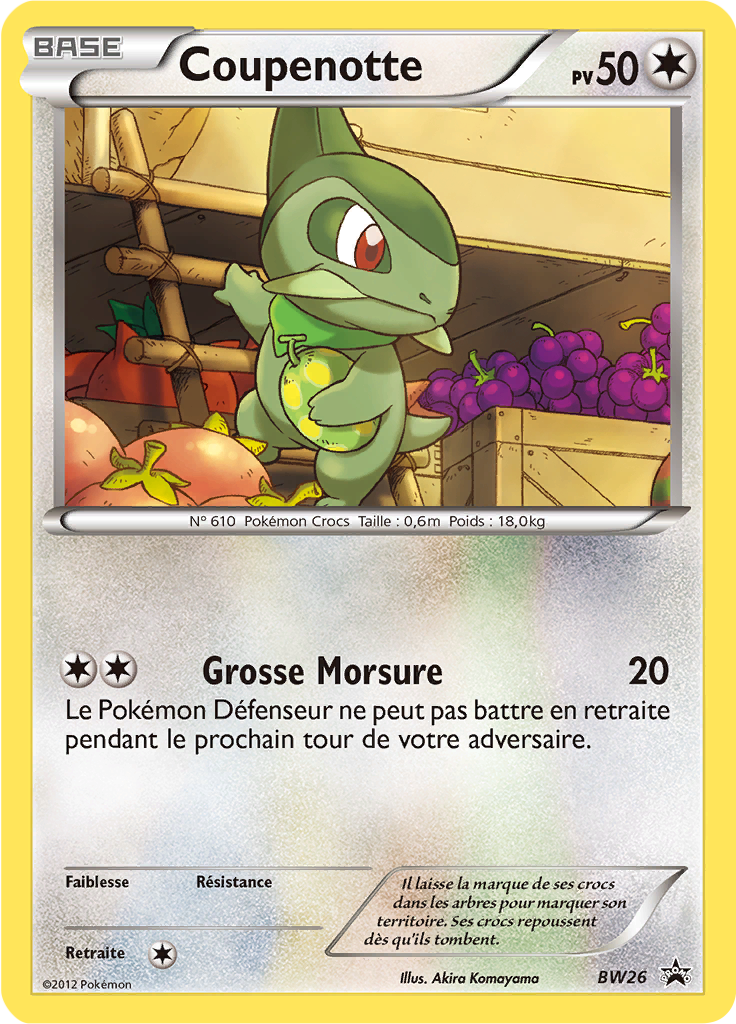 BASE
Coupenotte
PV 50
N° 610 Pokémon Crocs Taille : 0,6m Poids : 18,0kg
Grosse Morsure 20
Le Pokémon Défenseur ne peut pas battre en retraite
pendant le prochain tour de votre adversaire.
Faiblesse Résistance
Retraite
Il laisse la marque de ses crocs
dans les arbres pour marquer son
territoire. Ses crocs repoussent
dès qu'ils tombent.
©2012 Pokémon
Illus. Akira Komayama
BW26
PROMO